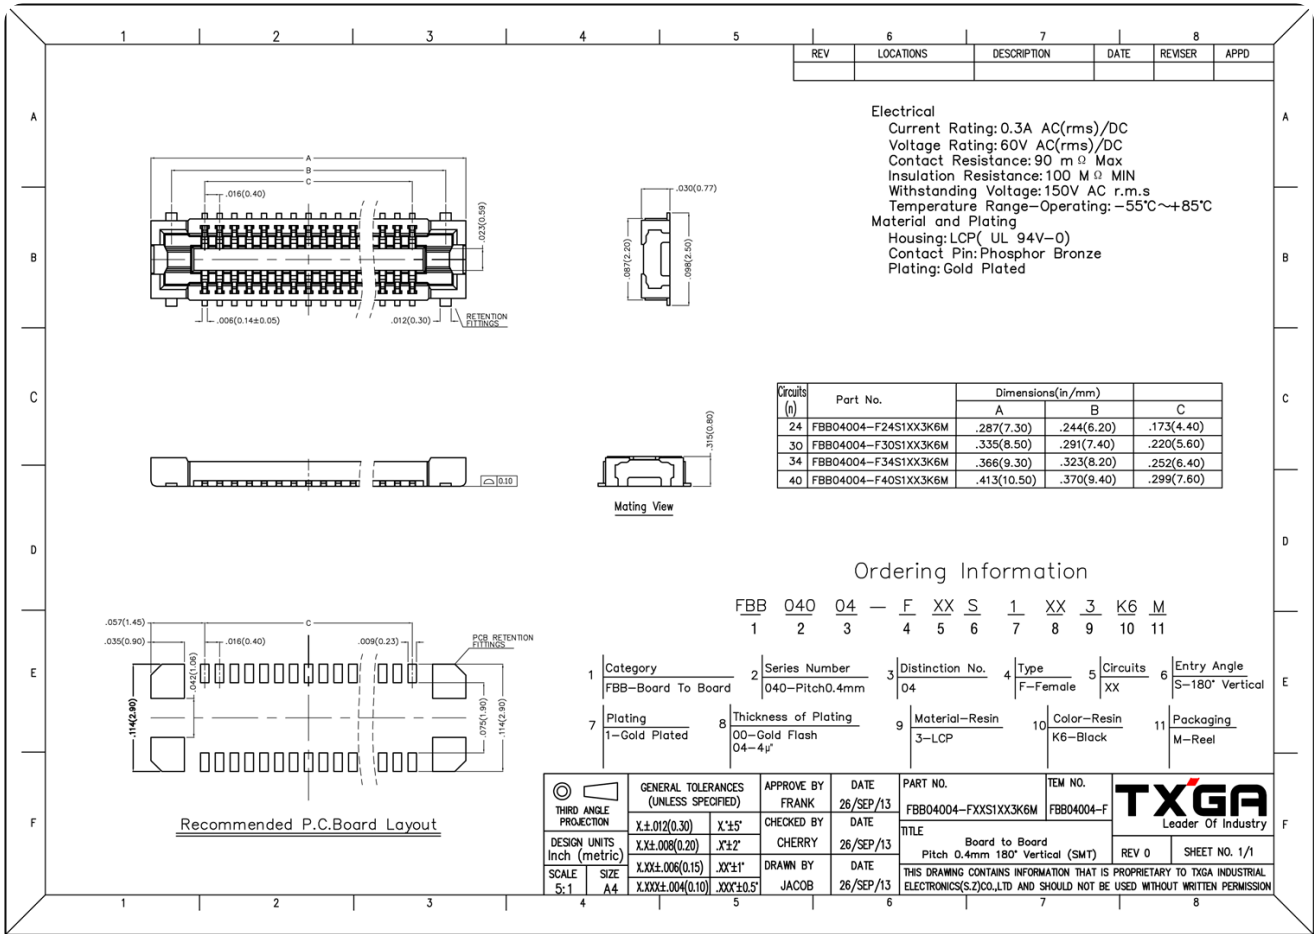 1 2 3 4 5 6 7 8
REV LOCATIONS DESCRIPTION DATE REVISER APPD
A A
Electrical
Current Rating: 0.3A AC(rms)/DC
Voltage Rating: 60V AC(rms)/DC
Contact Resistance: 90 m Ω Max
Insulation Resistance: 100 M Ω MIN
Withstanding Voltage: 150V AC r.m.s
Temperature Range-Operating: -55℃~+85℃
Material and Plating
Housing: LCP( UL 94V-0)
Contact Pin: Phosphor Bronze
Plating: Gold Plated
A
B
C
.016(0.40)
.023(0.59)
.006(0.14±0.05)
.012(0.30)
RETENTION
FITTINGS
.030(0.77)
.087(2.20)
.098(2.50)
B B
C C
0.10
.315(0.80)
Mating View
Circuits
(n)
Part No.
Dimensions(in/mm)
A B C
24 FBB04004-F24S1XX3K6M .287(7.30) .244(6.20) .173(4.40)
30 FBB04004-F30S1XX3K6M .335(8.50) .291(7.40) .220(5.60)
34 FBB04004-F34S1XX3K6M .366(9.30) .323(8.20) .252(6.40)
40 FBB04004-F40S1XX3K6M .413(10.50) .370(9.40) .299(7.60)
D D
Ordering Information
FBB 040 04 — F XX S 1 XX 3 K6 M
1 2 3 4 5 6 7 8 9 10 11
1 Category
FBB-Board To Board
2 Series Number
040-Pitch0.4mm
3 Distinction No.
04
4 Type
F-Female
5 Circuits
XX
6 Entry Angle
S-180° Vertical
7 Plating
1-Gold Plated
8 Thickness of Plating
00-Gold Flash
04-4μ"
9 Material-Resin
3-LCP
10 Color-Resin
K6-Black
11 Packaging
M-Reel
E E
.057(1.45)
.035(0.90)
.016(0.40)
C
.009(0.23)
PCB RETENTION
FITTINGS
.042(1.06)
.114(2.90)
.075(1.90)
.114(2.90)
Recommended P.C.Board Layout
F F
THIRD ANGLE
PROJECTION
DESIGN UNITS
Inch (metric)
SCALE SIZE
5:1 A4
GENERAL TOLERANCES
(UNLESS SPECIFIED)
X.±.012(0.30) X.°±5°
X.X±.008(0.20) .X°±2°
X.XX±.006(0.15) .XX°±1°
X.XXX±.004(0.10) .XXX°±0.5°
APPROVE BY DATE
FRANK 26/SEP/13
CHECKED BY DATE
CHERRY 26/SEP/13
DRAWN BY DATE
JACOB 26/SEP/13
PART NO.
FBB04004-FXXS1XX3K6M
ITEM NO.
FBB04004-F
TITLE
Board to Board
Pitch 0.4mm 180° Vertical (SMT)
TXGA
Leader Of Industry
REV 0 SHEET NO. 1/1
THIS DRAWING CONTAINS INFORMATION THAT IS PROPRIETARY TO TXGA INDUSTRIAL
ELECTRONICS(S.Z)CO.,LTD AND SHOULD NOT BE USED WITHOUT WRITTEN PERMISSION
1 2 3 4 5 6 7 8